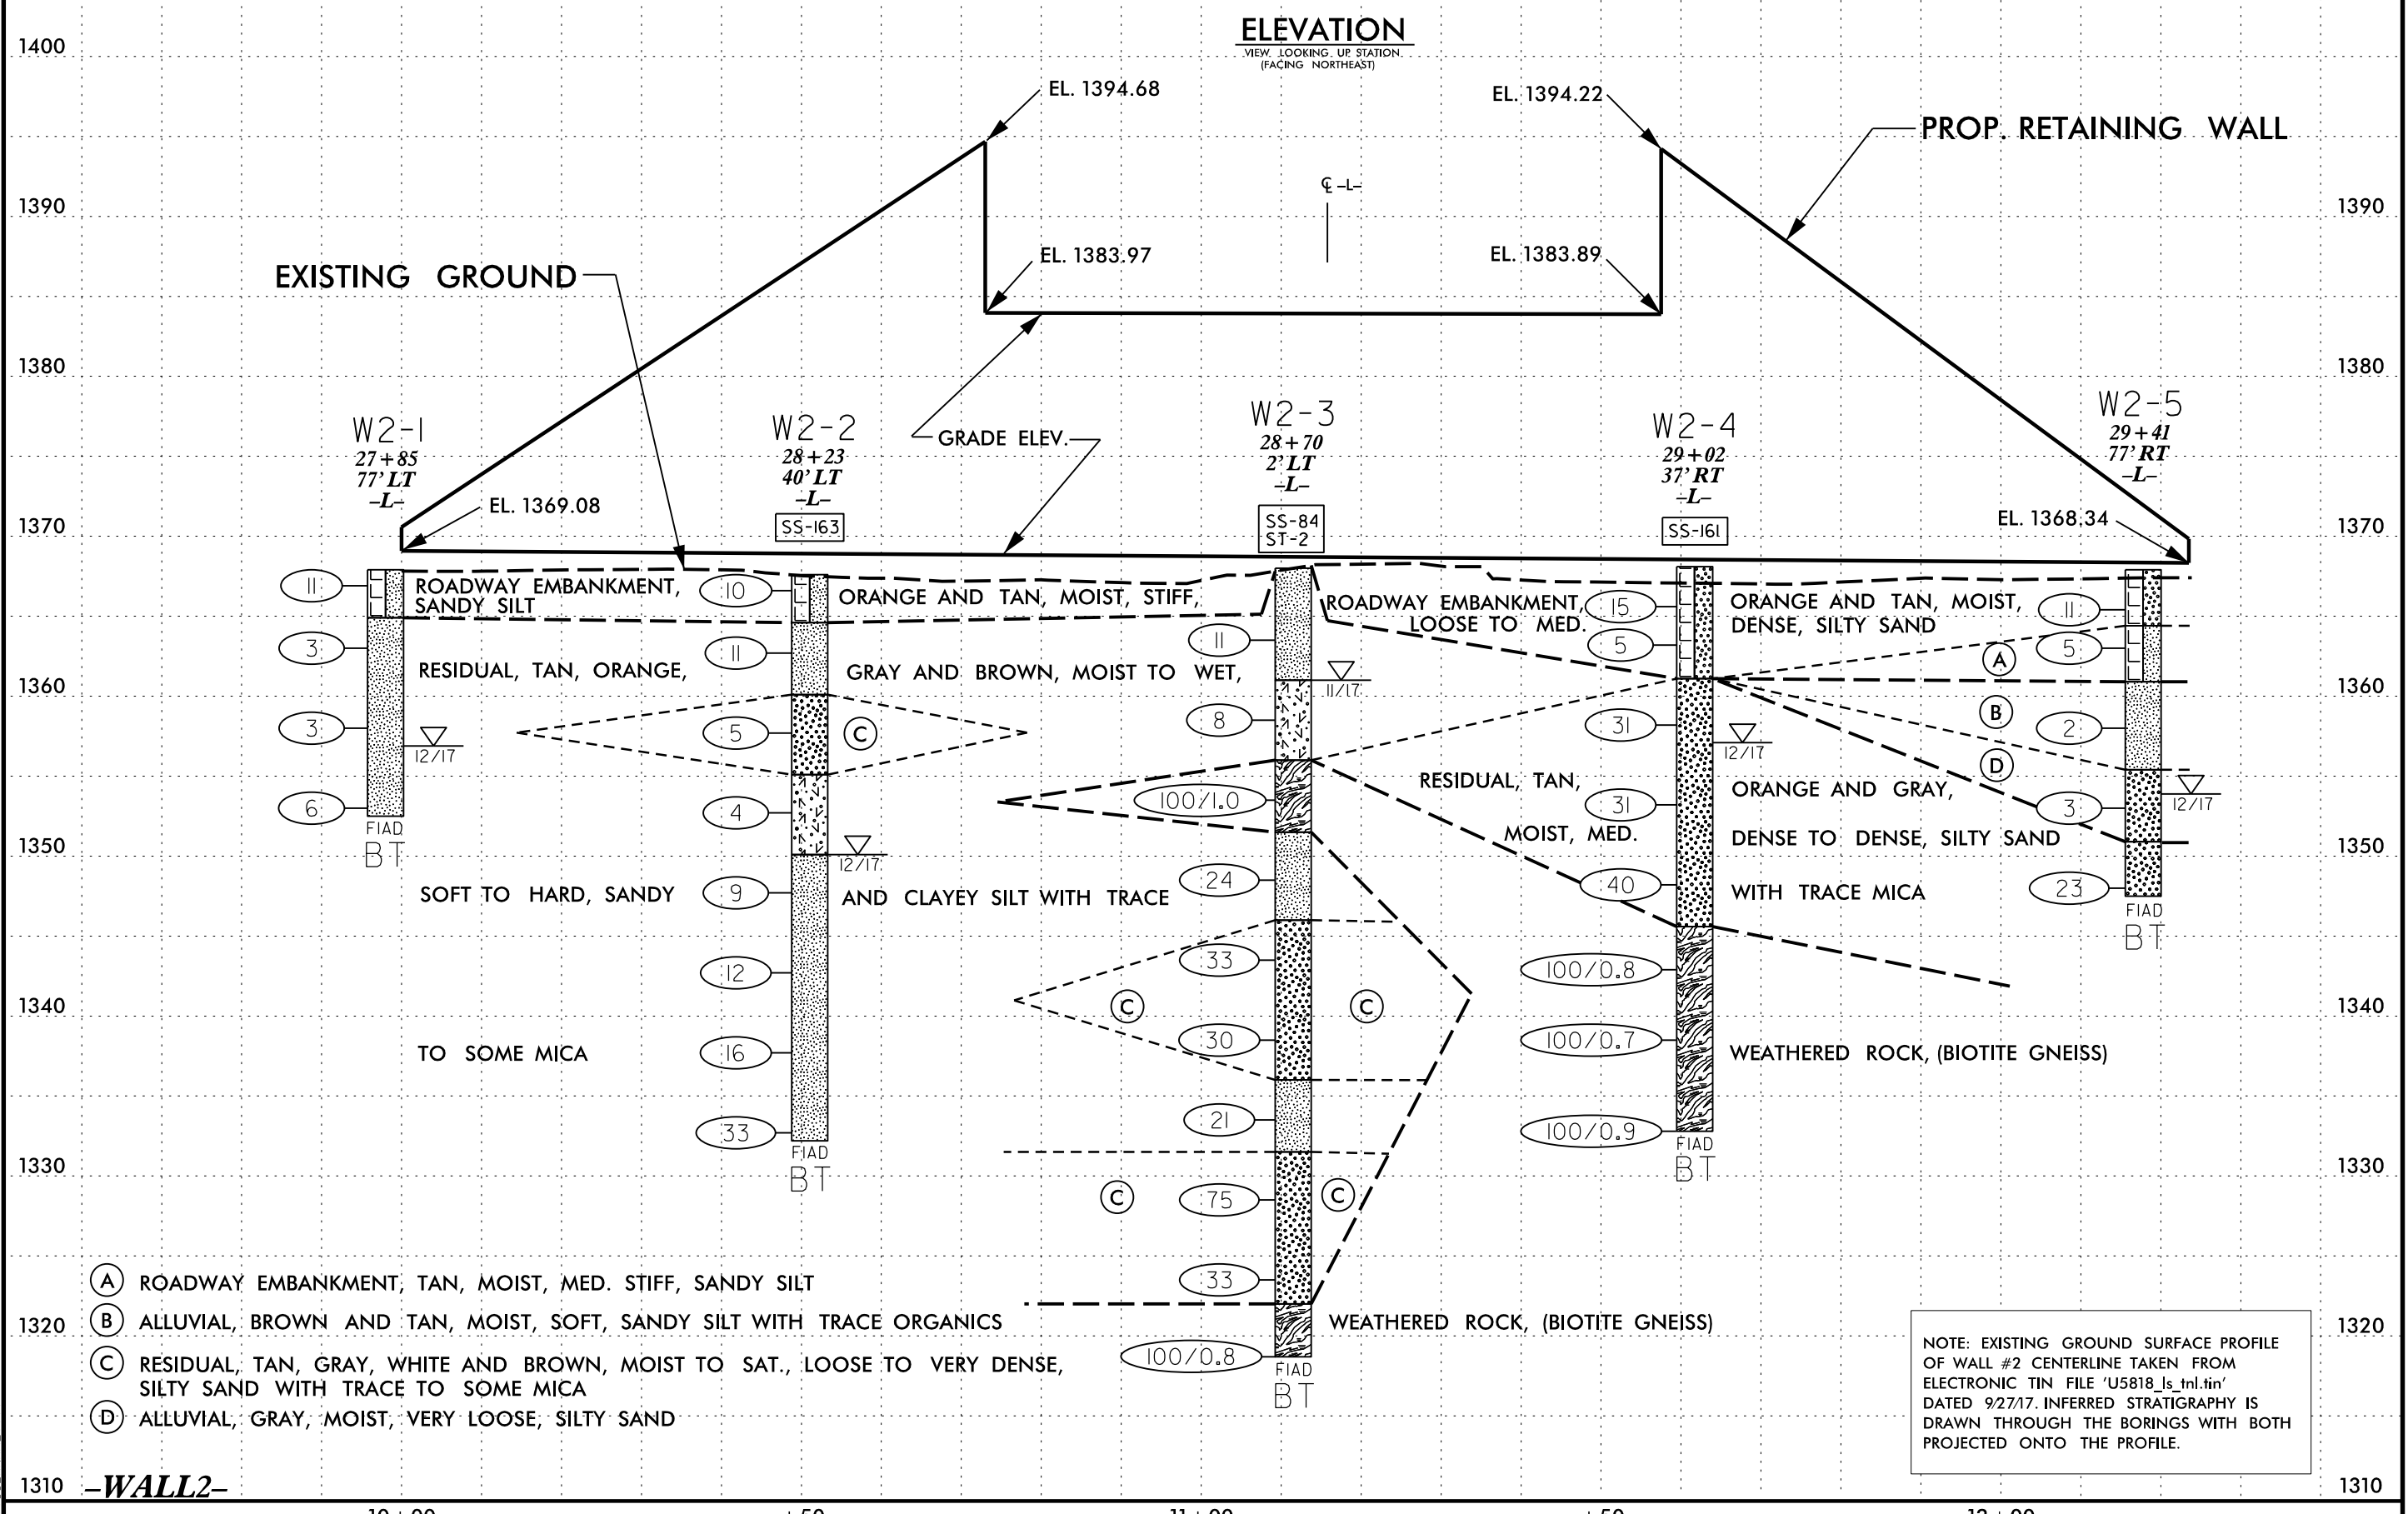 ELEVATION
VIEW LOOKING UP STATION
(FACING NORTHEAST)
1400
EL. 1394.68
EL. 1394.22
PROP. RETAINING WALL
℄ -L-
1390
1390
EL. 1383.97
EL. 1383.89
EXISTING GROUND
1380
1380
GRADE ELEV.
W2-1
27+85
77' LT
-L-
W2-2
28+23
40' LT
-L-
SS-163
W2-3
28+70
2' LT
-L-
SS-84
ST-2
W2-4
29+02
37' RT
-L-
SS-161
W2-5
29+41
77' RT
-L-
EL. 1369.08
EL. 1368.34
1370
1370
11
ROADWAY EMBANKMENT,
SANDY SILT
10
ORANGE AND TAN, MOIST, STIFF,
ROADWAY EMBANKMENT,
LOOSE TO MED.
15
5
ORANGE AND TAN, MOIST,
DENSE, SILTY SAND
11
5
3
RESIDUAL, TAN, ORANGE,
11
GRAY AND BROWN, MOIST TO WET,
11
11/17
A
1360
1360
3
12/17
5
C
8
31
12/17
B
2
D
6
FIAD
BT
4
12/17
100/1.0
RESIDUAL, TAN,
31
ORANGE AND GRAY,
3
12/17
MOIST, MED.
DENSE TO DENSE, SILTY SAND
1350
1350
SOFT TO HARD, SANDY
9
AND CLAYEY SILT WITH TRACE
24
40
WITH TRACE MICA
23
FIAD
BT
12
33
100/0.8
C
C
1340
1340
TO SOME MICA
16
30
100/0.7
WEATHERED ROCK, (BIOTITE GNEISS)
33
FIAD
BT
21
100/0.9
FIAD
BT
1330
1330
C
75
C
33
A ROADWAY EMBANKMENT, TAN, MOIST, MED. STIFF, SANDY SILT
B ALLUVIAL, BROWN AND TAN, MOIST, SOFT, SANDY SILT WITH TRACE ORGANICS
WEATHERED ROCK, (BIOTITE GNEISS)
1320
1320
100/0.8
FIAD
BT
C RESIDUAL, TAN, GRAY, WHITE AND BROWN, MOIST TO SAT., LOOSE TO VERY DENSE,
SILTY SAND WITH TRACE TO SOME MICA
D ALLUVIAL, GRAY, MOIST, VERY LOOSE, SILTY SAND
NOTE: EXISTING GROUND SURFACE PROFILE
OF WALL #2 CENTERLINE TAKEN FROM
ELECTRONIC TIN FILE 'U5818_ls_tnl.tin'
DATED 9/27/17. INFERRED STRATIGRAPHY IS
DRAWN THROUGH THE BORINGS WITH BOTH
PROJECTED ONTO THE PROFILE.
1310
-WALL2-
1310